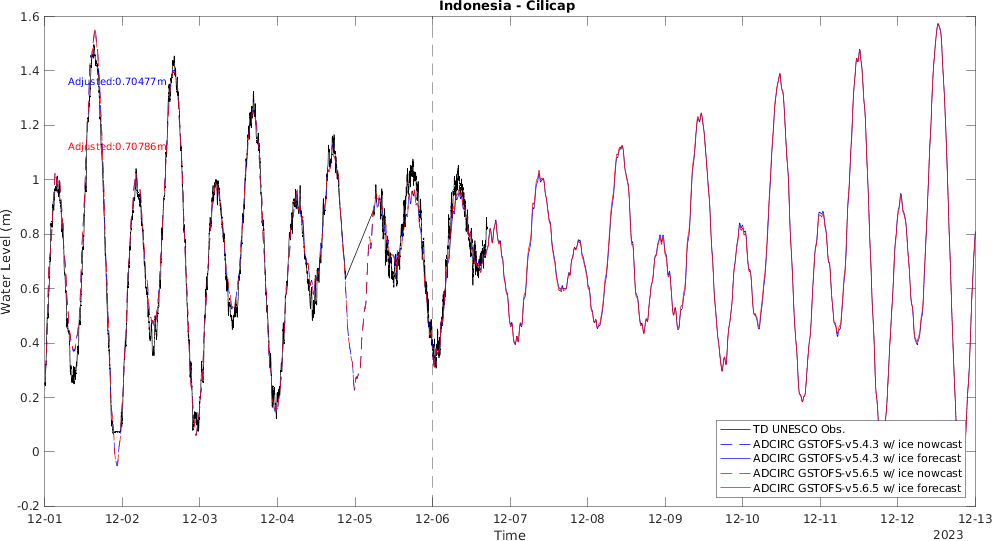 Indonesia - Cilicap
1.6
1.4
1.2
1
0.8
0.6
0.4
0.2
0
-0.2
Water Level (m)
Adjusted:0.70477m
Adjusted:0.70786m
TD UNESCO Obs.
ADCIRC GSTOFS-v5.4.3 w/ ice nowcast
ADCIRC GSTOFS-v5.4.3 w/ ice forecast
ADCIRC GSTOFS-v5.6.5 w/ ice nowcast
ADCIRC GSTOFS-v5.6.5 w/ ice forecast
12-01 12-02 12-03 12-04 12-05 12-06 12-07 12-08 12-09 12-10 12-11 12-12 12-13
Time
2023